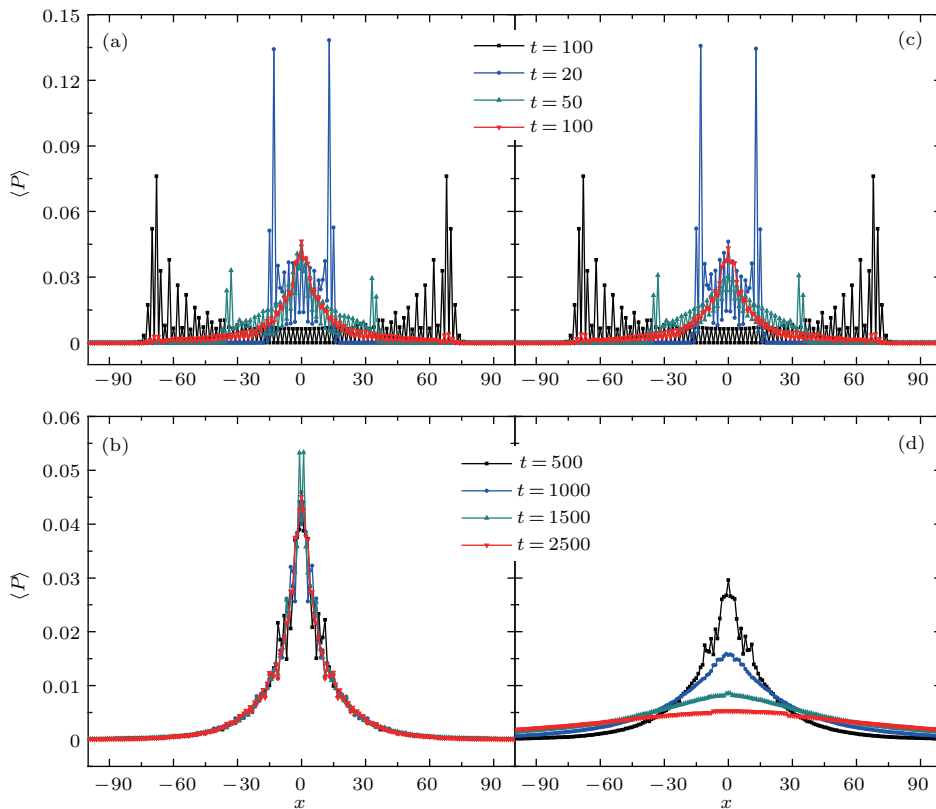 0.15
(a)
(c)
t = 100
t = 20
0.12
t = 50
t = 100
0.09
⟨P⟩
0.06
0.03
0
−90 −60 −30 0 30 60 90 −90 −60 −30 0 30 60 90
0.06
(b)
(d)
t = 500
0.05
t = 1000
t = 1500
0.04
t = 2500
⟨P⟩
0.03
0.02
0.01
0
−90 −60 −30 0 30 60 90 −90 −60 −30 0 30 60 90
x x